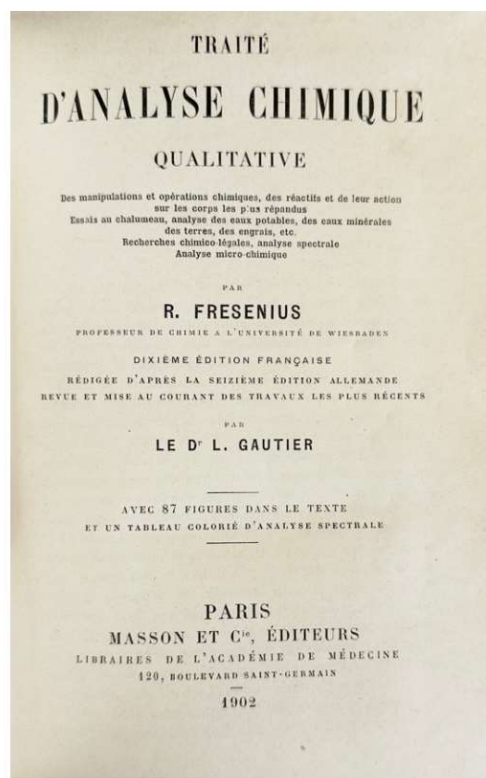 TRAITÉ
D'ANALYSE CHIMIQUE
QUALITATIVE
Des manipulations et opérations chimiques, des réactifs et de leur action
sur les corps les plus répandus
Essais au chalumeau, analyse des eaux potables, des eaux minérales
des terres, des engrais, etc.
Recherches chimico-légales, analyse spectrale
Analyse micro-chimique
PAR
R. FRESENIUS
PROFESSEUR DE CHIMIE A L'UNIVERSITÉ DE WIESBADEN
DIXIÈME ÉDITION FRANÇAISE
RÉDIGÉE D'APRÈS LA SEIZIÈME ÉDITION ALLEMANDE
REVUE ET MISE AU COURANT DES TRAVAUX LES PLUS RÉCENTS
PAR
LE Dr L. GAUTIER
AVEC 87 FIGURES DANS LE TEXTE
ET UN TABLEAU COLORIÉ D'ANALYSE SPECTRALE
PARIS
MASSON ET Cie, ÉDITEURS
LIBRAIRES DE L'ACADÉMIE DE MÉDECINE
120, BOULEVARD SAINT-GERMAIN
1902